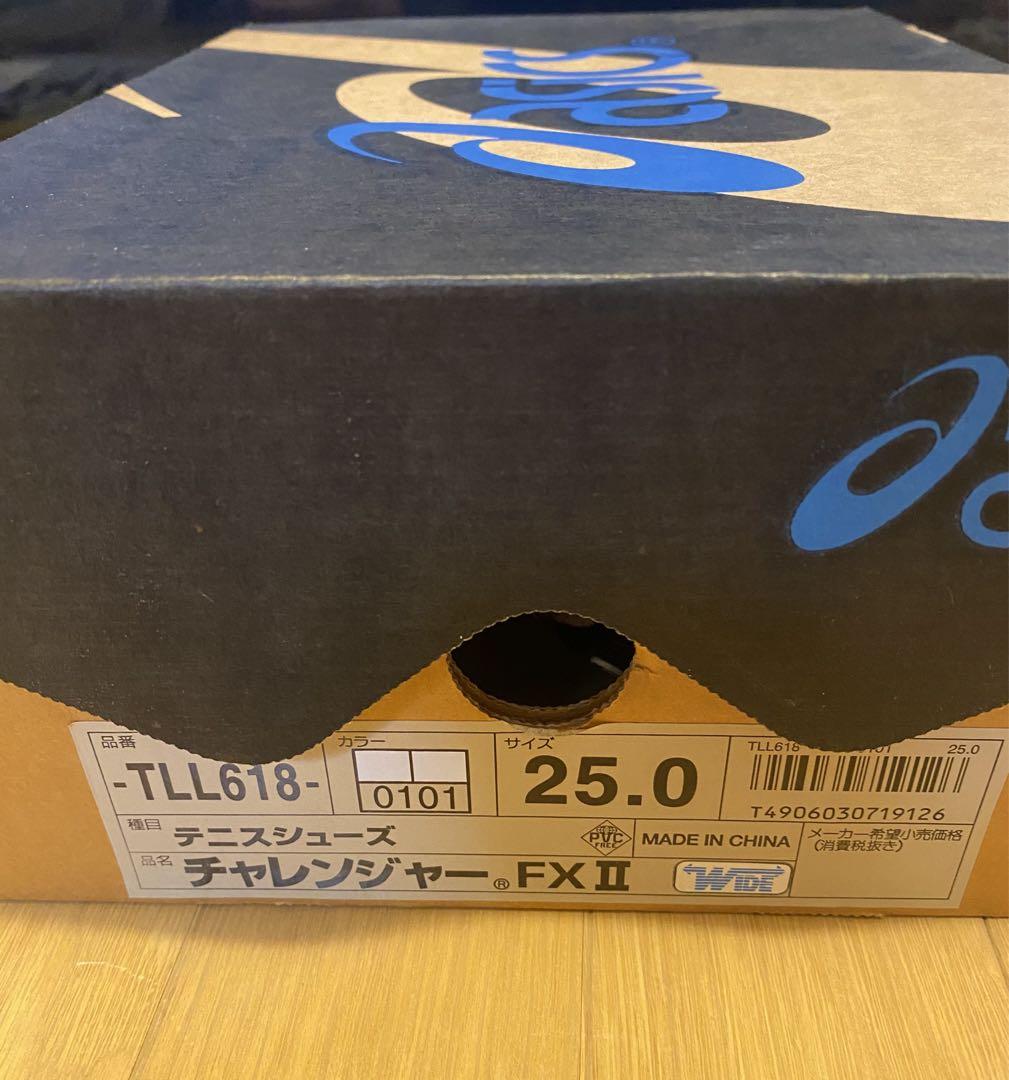 asics
品番
-TLL618-
カラー
0101
サイズ
25.0
TLL618 0101 25.0
T4906030719126
種目
テニスシューズ
PVC
FREE
MADE IN CHINA
メーカー希望小売価格
(消費税抜き)
品名
チャレンジャー® FX II
WIDE